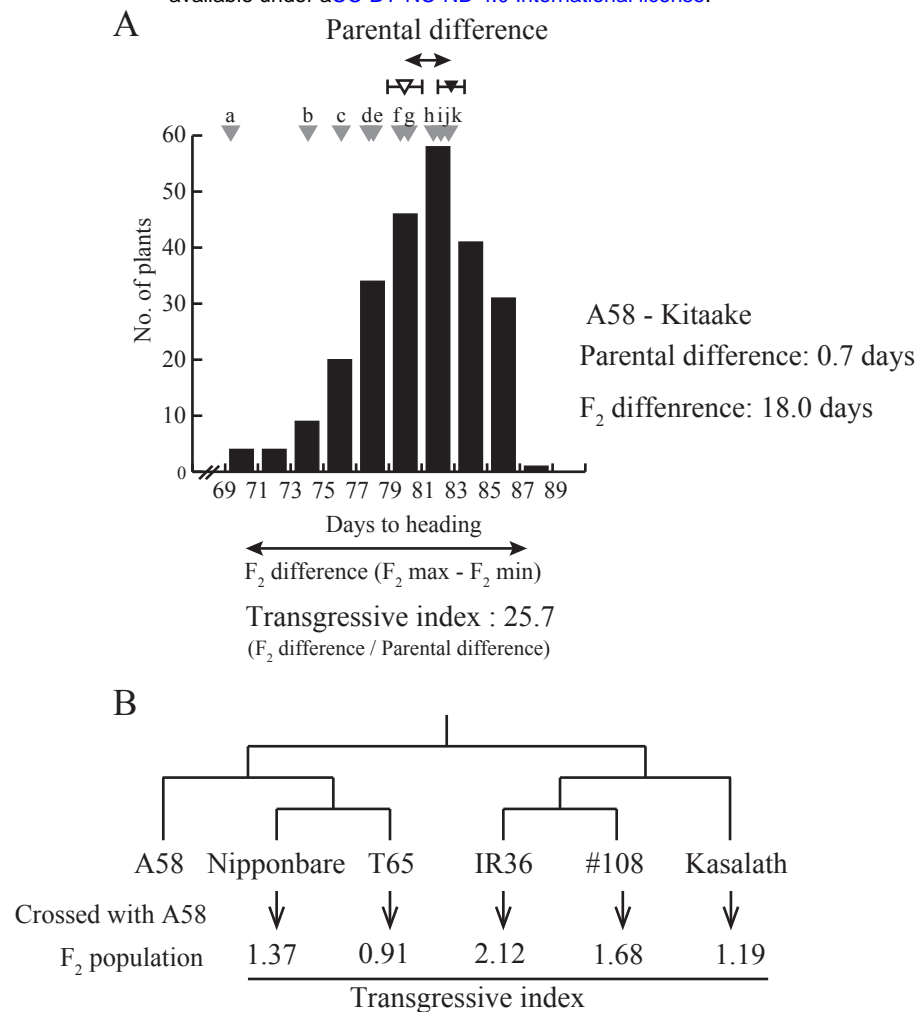 available under aCC-BY-NC-ND 4.0 International license.
A
Parental difference
a b c d e f g h i j k
60
50
40
30
20
10
0
No. of plants
69 71 73 75 77 79 81 83 85 87 89
Days to heading
F2 difference (F2 max - F2 min)
Transgressive index : 25.7
(F2 difference / Parental difference)
A58 - Kitaake
Parental difference: 0.7 days
F2 diffenrence: 18.0 days
B
A58 Nipponbare T65 IR36 #108 Kasalath
Crossed with A58
F2 population 1.37 0.91 2.12 1.68 1.19
Transgressive index